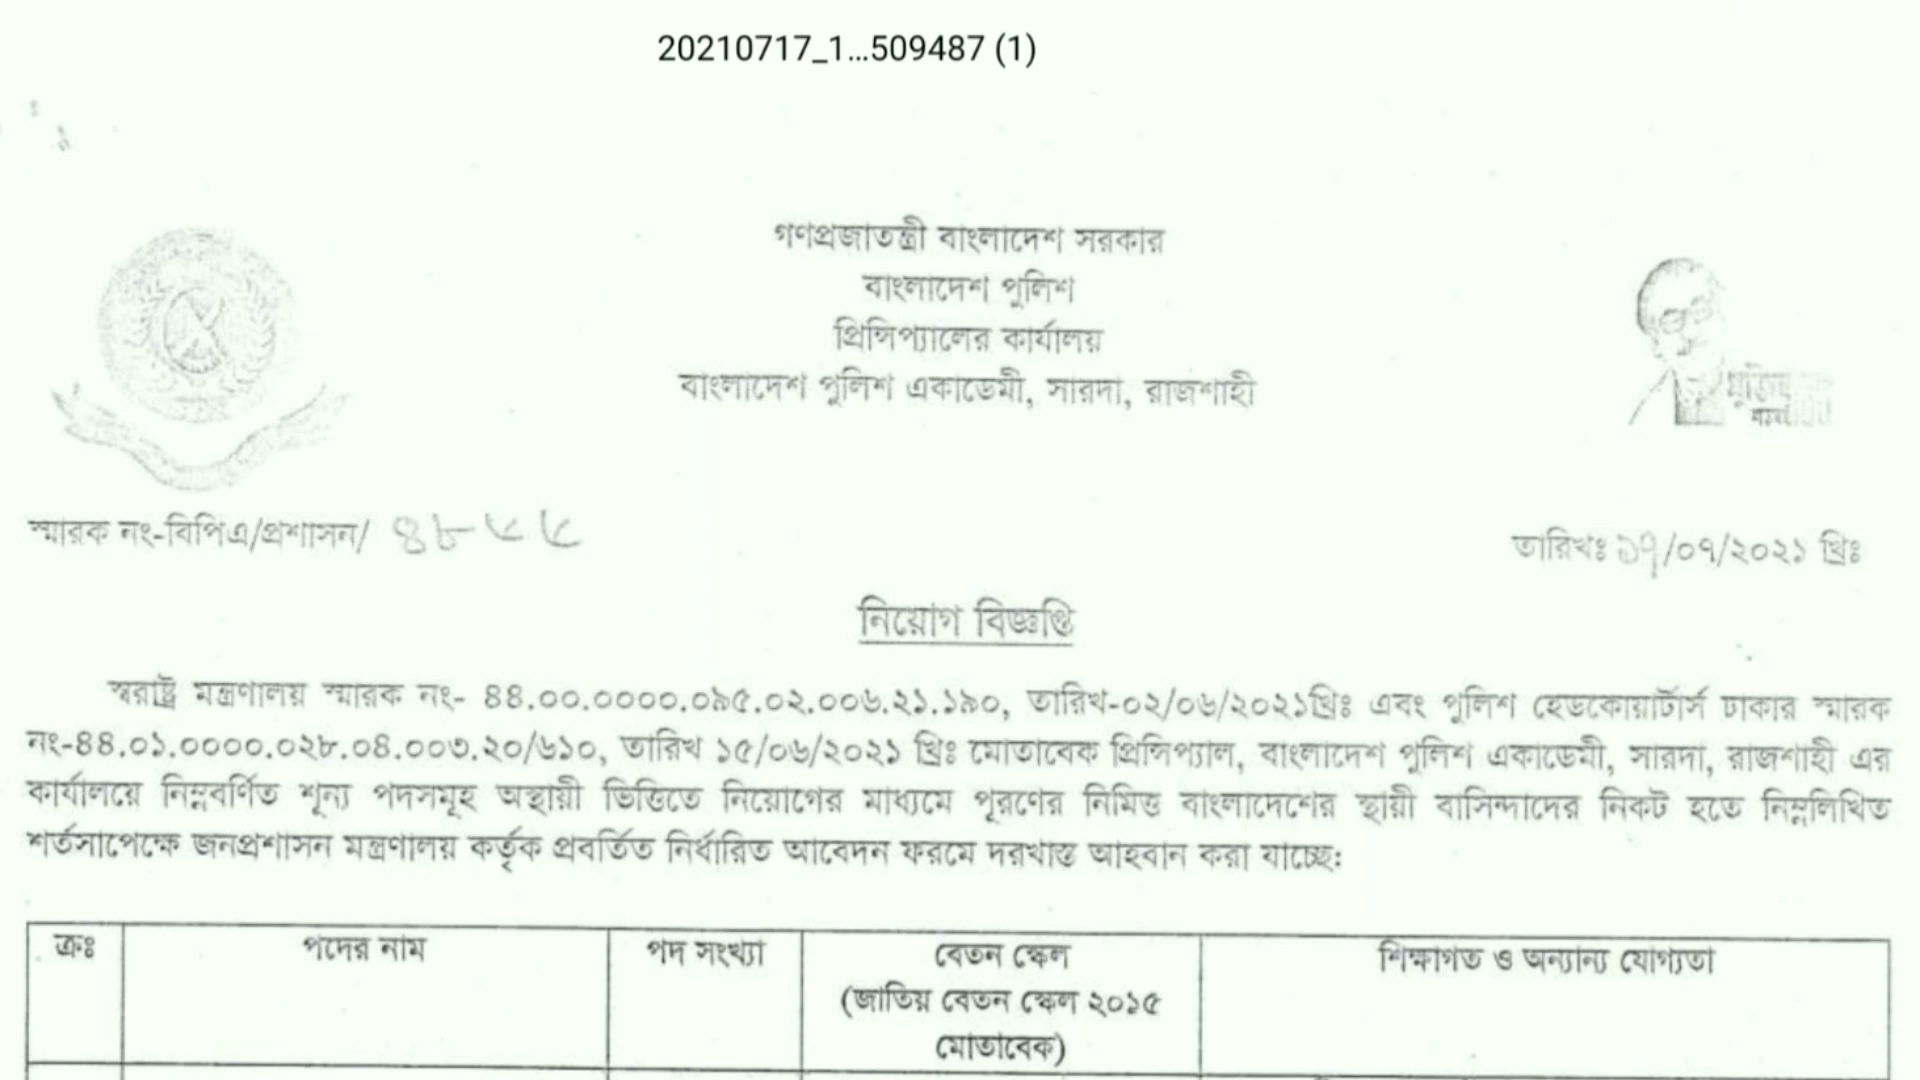 20210717_1...509487 (1)
গণপ্রজাতন্ত্রী বাংলাদেশ সরকার
বাংলাদেশ পুলিশ
প্রিন্সিপ্যালের কার্যালয়
বাংলাদেশ পুলিশ একাডেমী, সারদা, রাজশাহী
মুজিব
স্মারক নং-বিপিএ/প্রশাসন/ ৪৮
তারিখঃ ১৭/০৭/২০২১ খ্রিঃ
নিয়োগ বিজ্ঞপ্তি
স্বরাষ্ট্র মন্ত্রণালয় স্মারক নং- ৪৪.০০.০০০০.০৯৫.০২.০০৬.২১.১৯০, তারিখ-০২/০৬/২০২১খ্রিঃ এবং পুলিশ হেডকোয়ার্টার্স ঢাকার স্মারক
নং-৪৪.০১.০০০০.০২৮.০৪.০০৩.২০/৬১০, তারিখ ১৫/০৬/২০২১ খ্রিঃ মোতাবেক প্রিন্সিপ্যাল, বাংলাদেশ পুলিশ একাডেমী, সারদা, রাজশাহী এর
কার্যালয়ে নিম্নবর্ণিত শূন্য পদসমূহ অস্থায়ী ভিত্তিতে নিয়োগের মাধ্যমে পূরণের নিমিত্ত বাংলাদেশের স্থায়ী বাসিন্দাদের নিকট হতে নিম্নলিখিত
শর্তসাপেক্ষে জনপ্রশাসন মন্ত্রণালয় কর্তৃক প্রবর্তিত নির্ধারিত আবেদন ফরমে দরখাস্ত আহবান করা যাচ্ছে:
ক্রঃ পদের নাম পদ সংখ্যা বেতন স্কেল শিক্ষাগত ও অন্যান্য যোগ্যতা
(জাতিয় বেতন স্কেল ২০১৫
মোতাবেক)